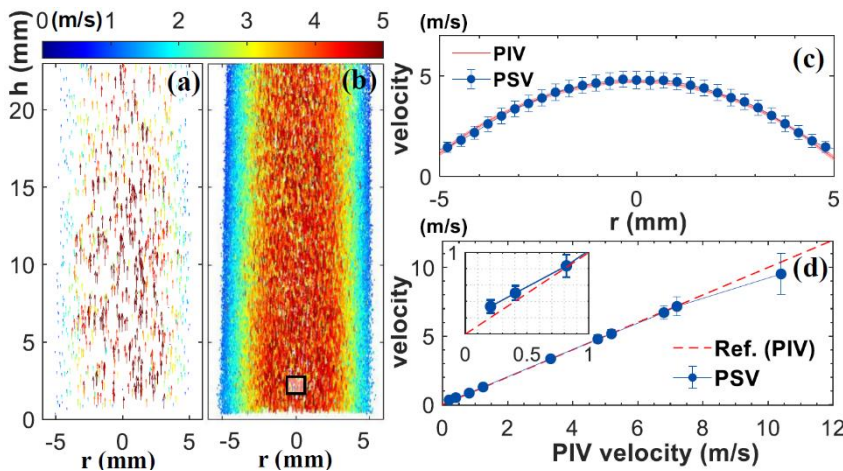 0 (m/s) 1 2 3 4 5
h (mm)
20
15
10
5
0
(a)
(b)
-5 0 5
-5 0 5
r (mm)
r (mm)
(m/s)
velocity
5
0
PIV
PSV
(c)
-5 0 5
r (mm)
(m/s)
velocity
10
5
0
1
0 0.5 1
(d)
Ref. (PIV)
PSV
0 2 4 6 8 10 12
PIV velocity (m/s)